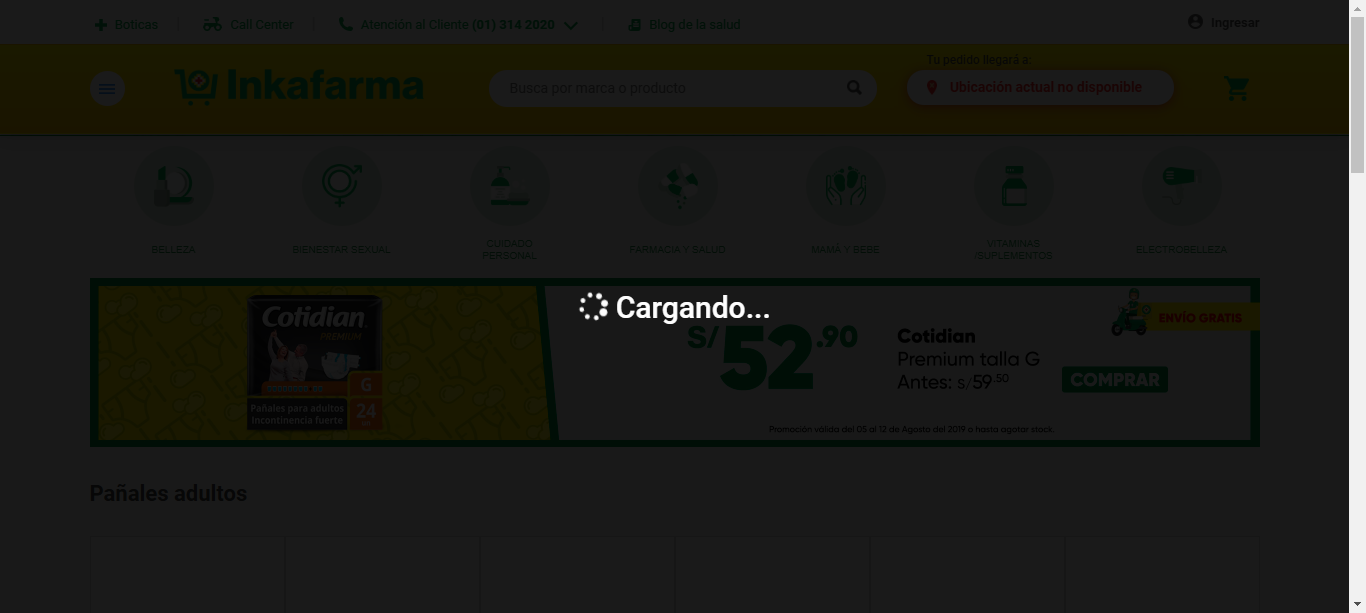 Boticas
Call Center
Atención al Cliente (01) 314 2020
Blog de la salud
Ingresar
Inkafarma
Busca por marca o producto
Tu pedido llegará a:
Ubicación actual no disponible
BELLEZA
BIENESTAR SEXUAL
CUIDADO
PERSONAL
FARMACIA Y SALUD
MAMÁ Y BEBÉ
VITAMINAS
/SUPLEMENTOS
ELECTROBELLEZA
Cargando...
Cotidian
PREMIUM
G
24
Pañales para adultos
Incontinencia fuerte
S/52.90
Cotidian
Premium talla G
Antes: s/59.50
ENVÍO GRATIS
COMPRAR
Promoción válida del 05 al 12 de Agosto del 2019 o hasta agotar stock.
Pañales adultos